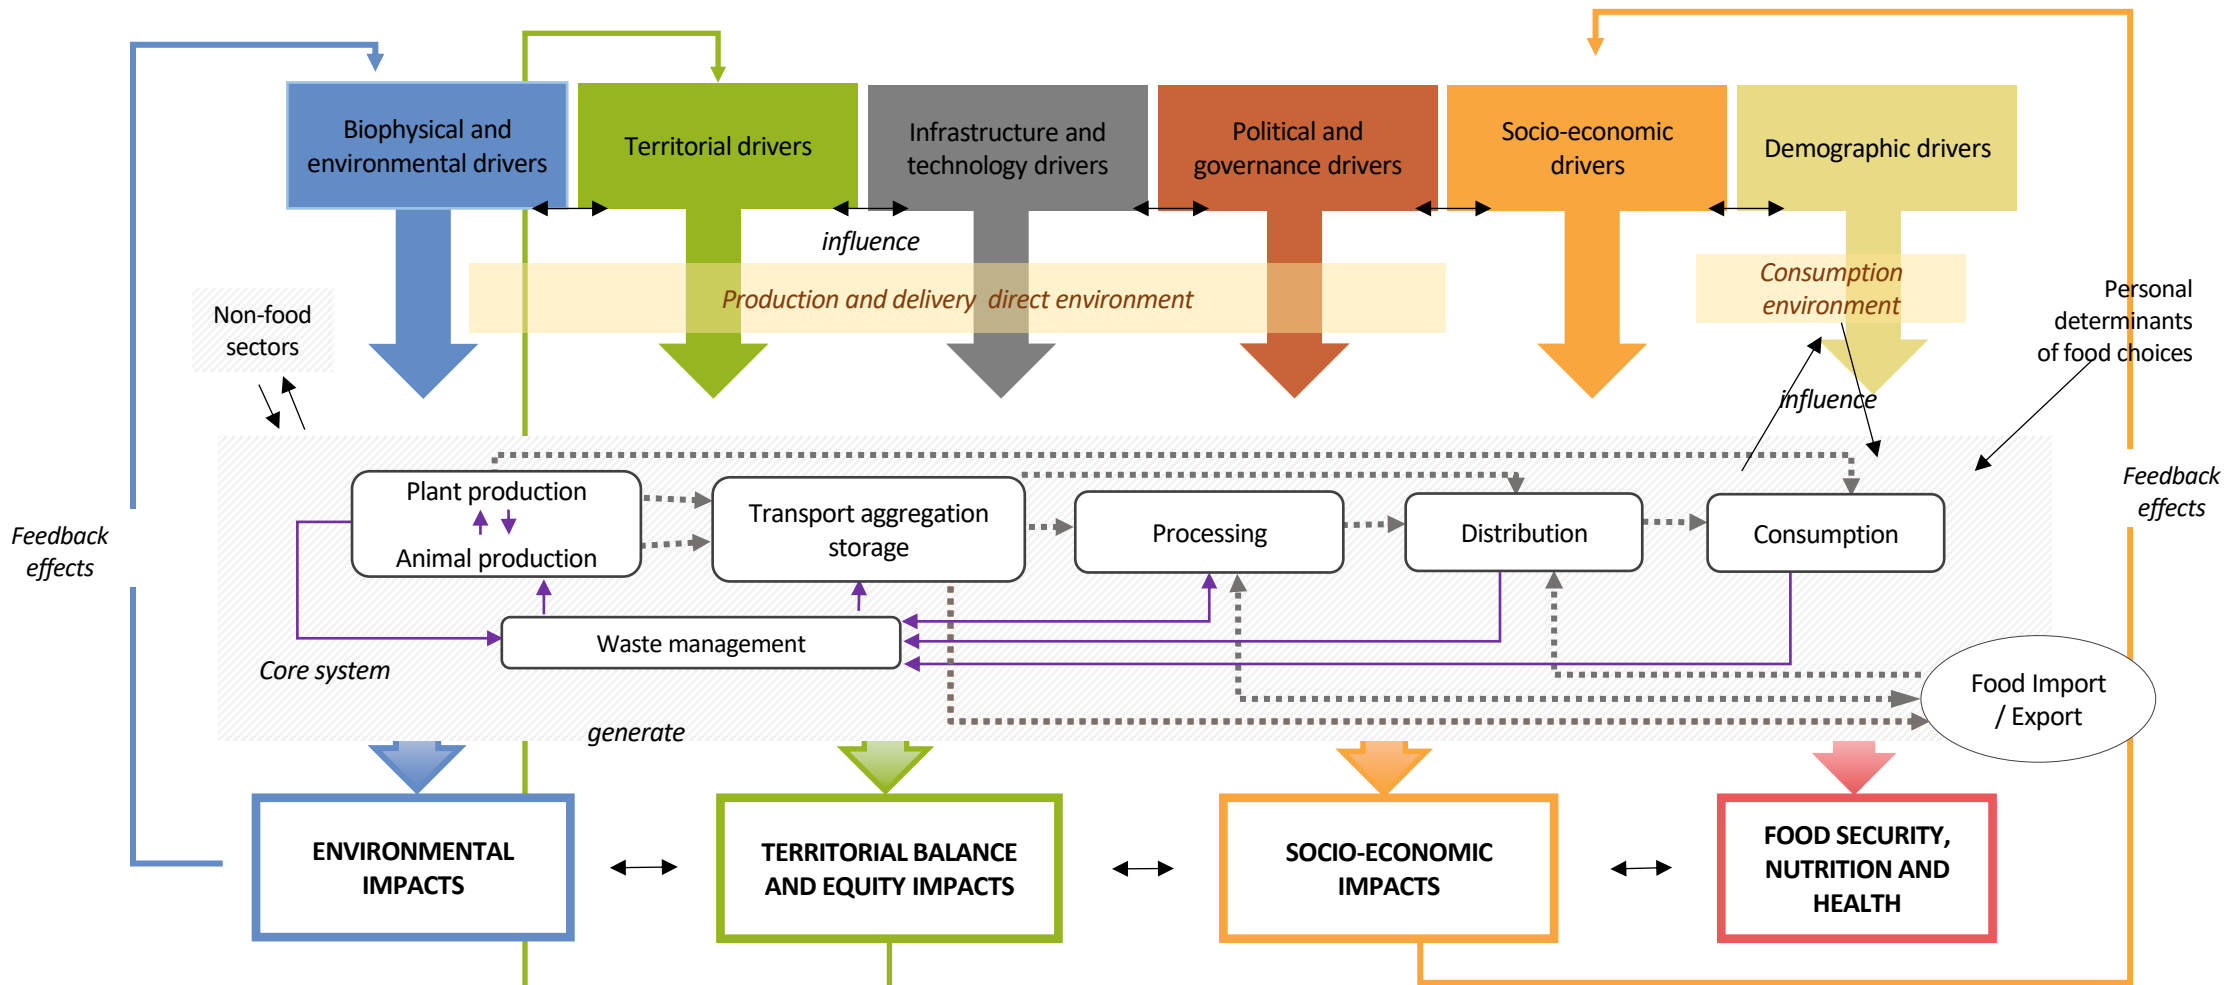 Biophysical and
environmental drivers
Territorial drivers
Infrastructure and
technology drivers
Political and
governance drivers
Socio-economic
drivers
Demographic drivers
influence
Production and delivery  direct environment
Consumption
environment
Non-food
sectors
Personal
determinants
of food choices
influence
Feedback
effects
Feedback
effects
Plant production
Animal production
Transport aggregation
storage
Processing
Distribution
Consumption
Waste management
Core system
Food Import
/ Export
generate
ENVIRONMENTAL
IMPACTS
TERRITORIAL BALANCE
AND EQUITY IMPACTS
SOCIO-ECONOMIC
IMPACTS
FOOD SECURITY,
NUTRITION AND
HEALTH